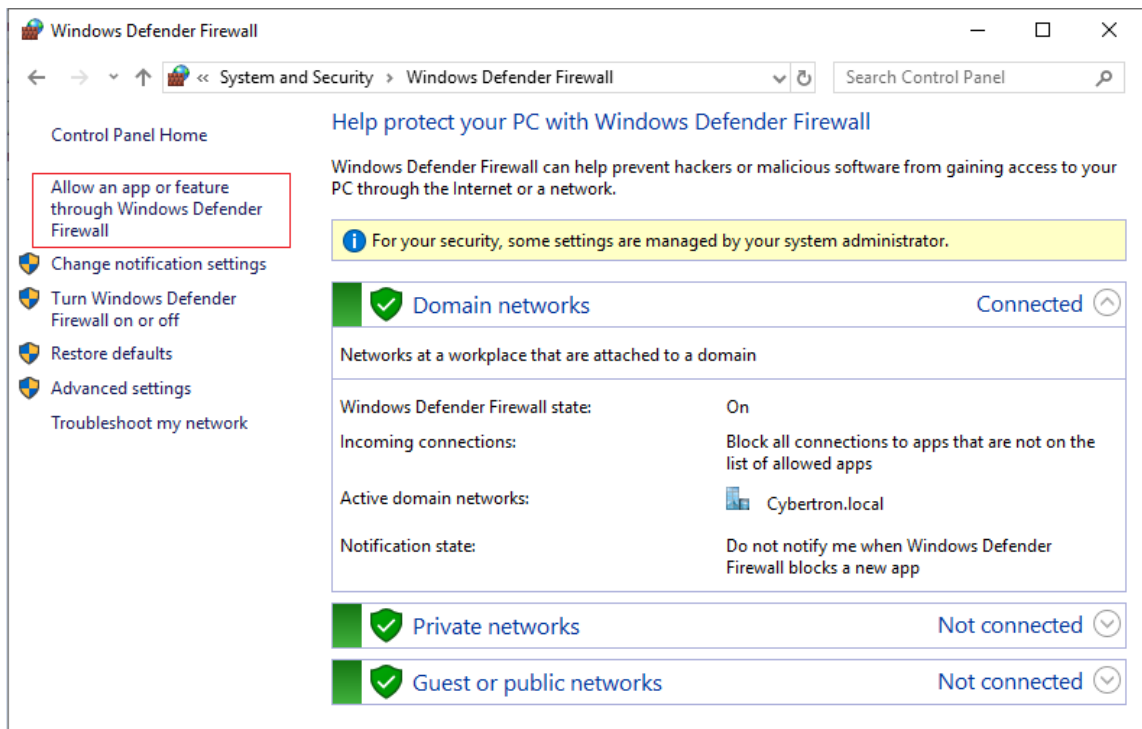 Windows Defender Firewall
« System and Security > Windows Defender Firewall
Search Control Panel
Control Panel Home
Allow an app or feature
through Windows Defender
Firewall
Change notification settings
Turn Windows Defender
Firewall on or off
Restore defaults
Advanced settings
Troubleshoot my network
Help protect your PC with Windows Defender Firewall
Windows Defender Firewall can help prevent hackers or malicious software from gaining access to your
PC through the Internet or a network.
For your security, some settings are managed by your system administrator.
Domain networks Connected
Networks at a workplace that are attached to a domain
Windows Defender Firewall state: On
Incoming connections: Block all connections to apps that are not on the
list of allowed apps
Active domain networks: Cybertron.local
Notification state: Do not notify me when Windows Defender
Firewall blocks a new app
Private networks Not connected
Guest or public networks Not connected